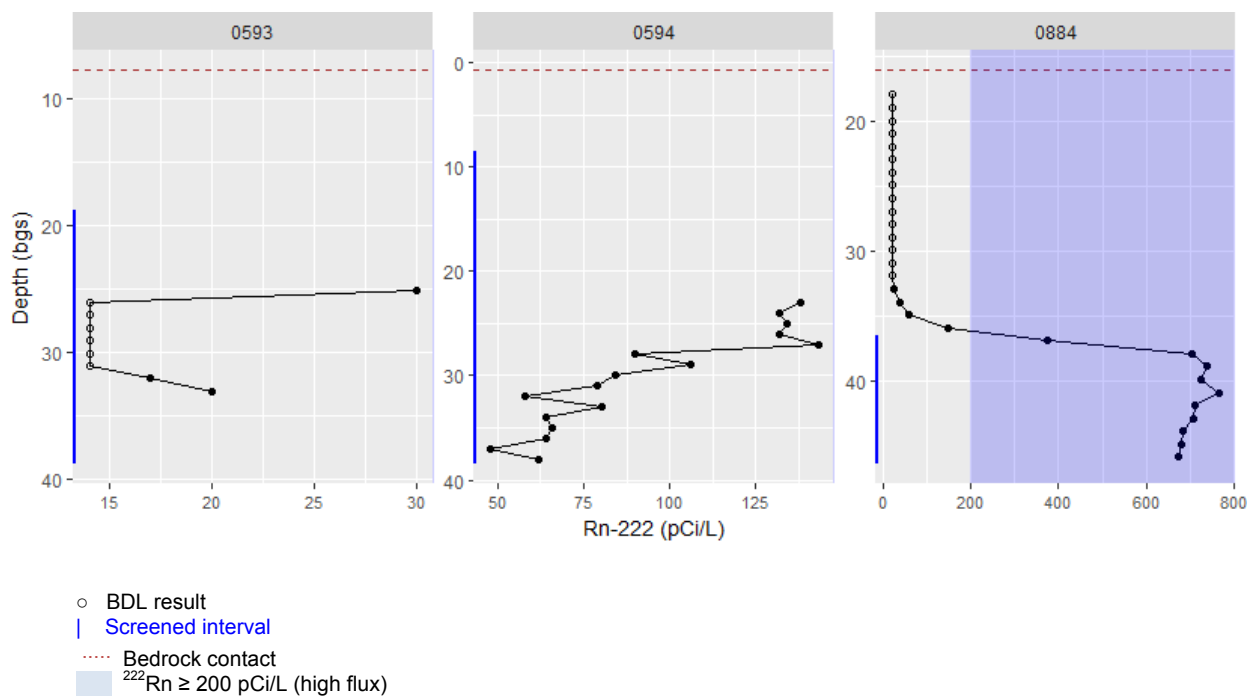 0593 0594 0884
Depth (bgs)
10
20
30
40
0
10
20
30
40
20
30
40
15 20 25 30
50 75 100 125
0 200 400 600 800
Rn-222 (pCi/L)
BDL result
Screened interval
Bedrock contact
²²²Rn ≥ 200 pCi/L (high flux)